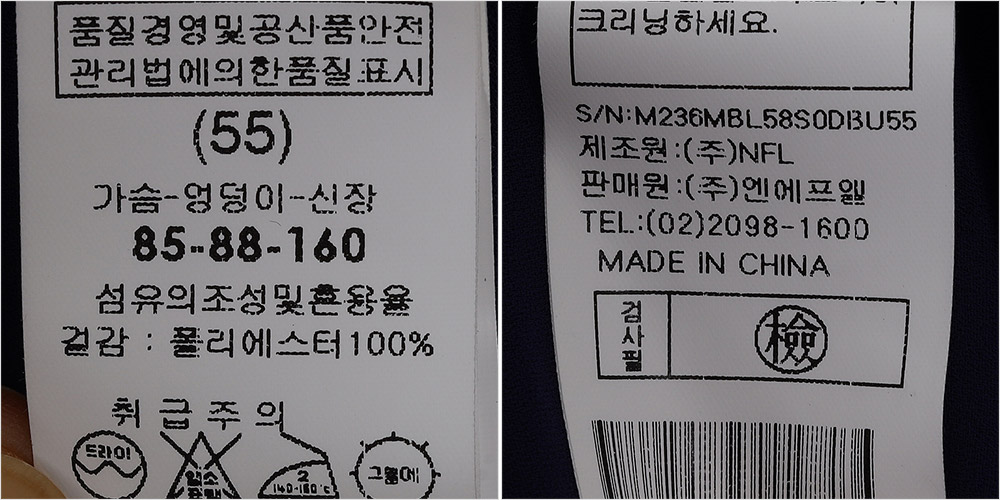 품질경영및공산품안전
관리법에의한품질표시
(55)
가슴-엉덩이-신장
85-88-160
섬유의조성및혼용율
겉감 : 폴리에스터100%
취급주의
드라이
염소
표백
2
140-160℃
그늘에
크리닝하세요.
S/N:M236MBL58S0DBU55
제조원:(주)NFL
판매원:(주)엔에프엘
TEL:(02)2098-1600
MADE IN CHINA
검사필
檢